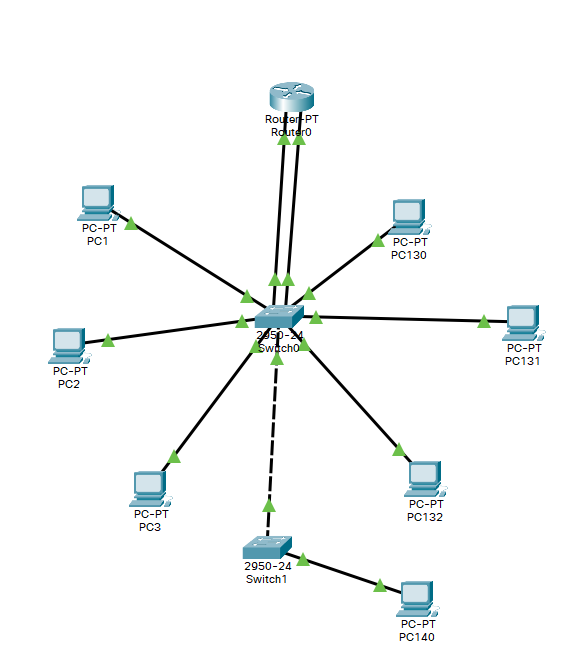 Router-PT
Router0
PC-PT
PC1
PC-PT
PC130
2950-24
Switch0
PC-PT
PC131
PC-PT
PC2
PC-PT
PC3
PC-PT
PC132
2950-24
Switch1
PC-PT
PC140